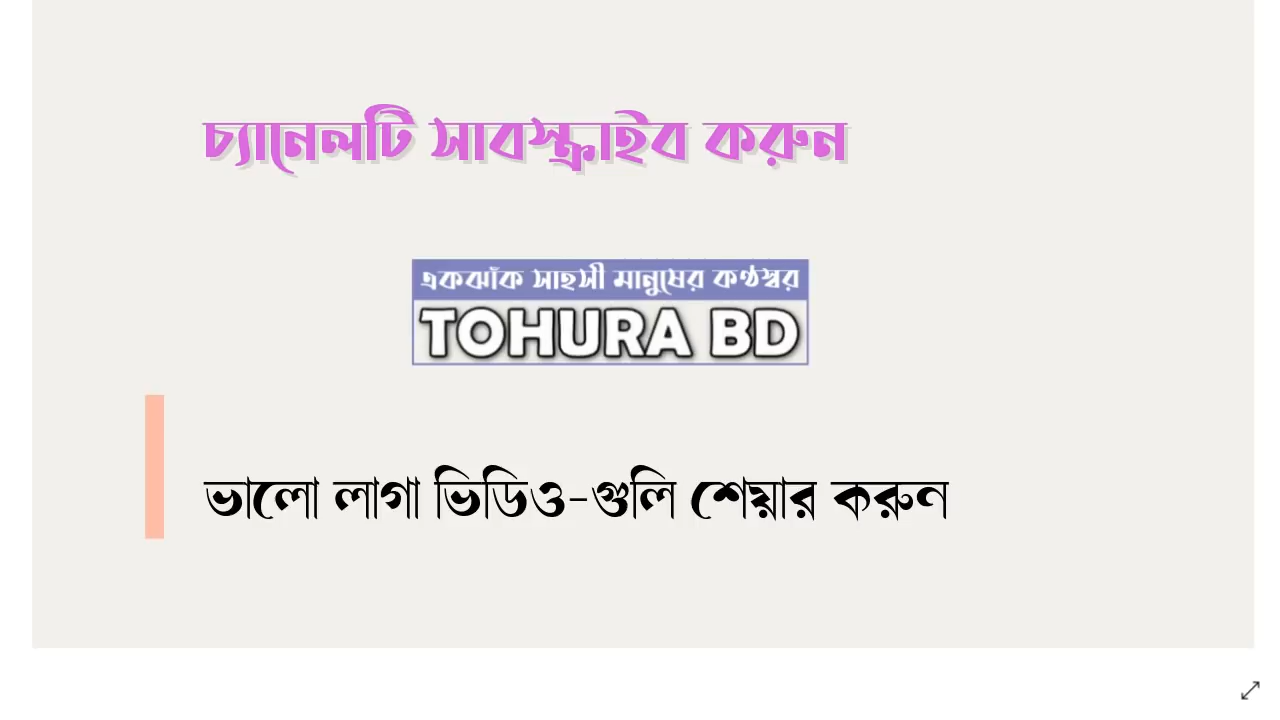 চ্যানেলটি সাবস্ক্রাইব করুন
একঝাঁক সাহসী মানুষের কণ্ঠস্বর
TOHURA BD
ভালো লাগা ভিডিও-গুলি শেয়ার করুন